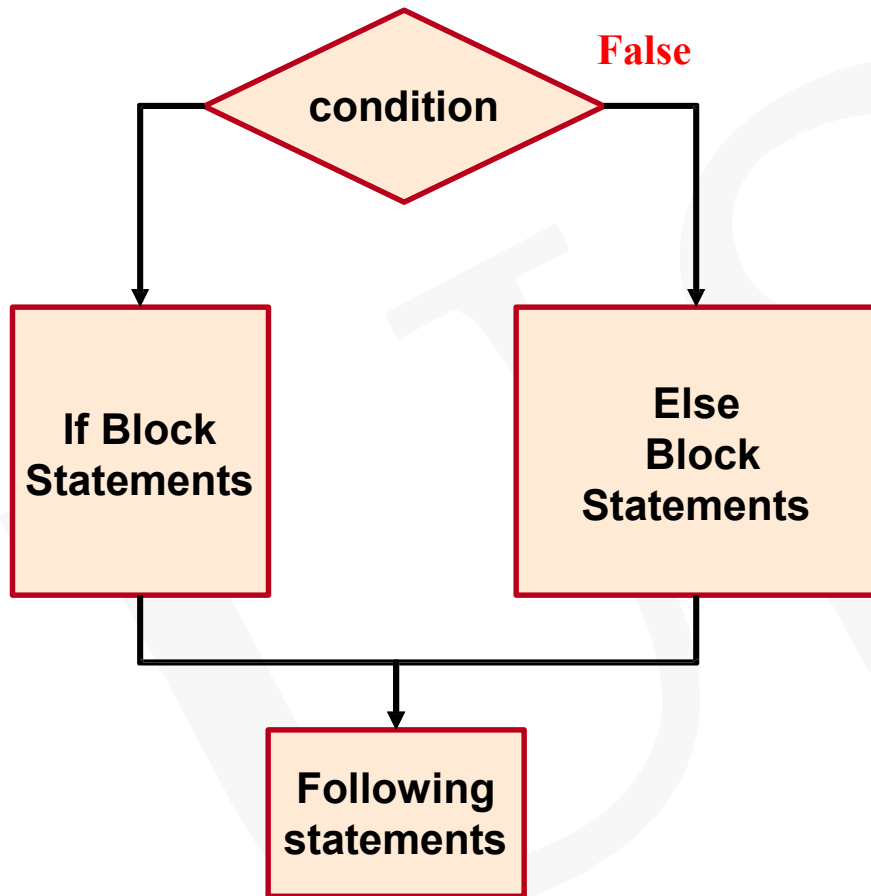 False
condition
If Block
Statements
Else
Block
Statements
Following
statements